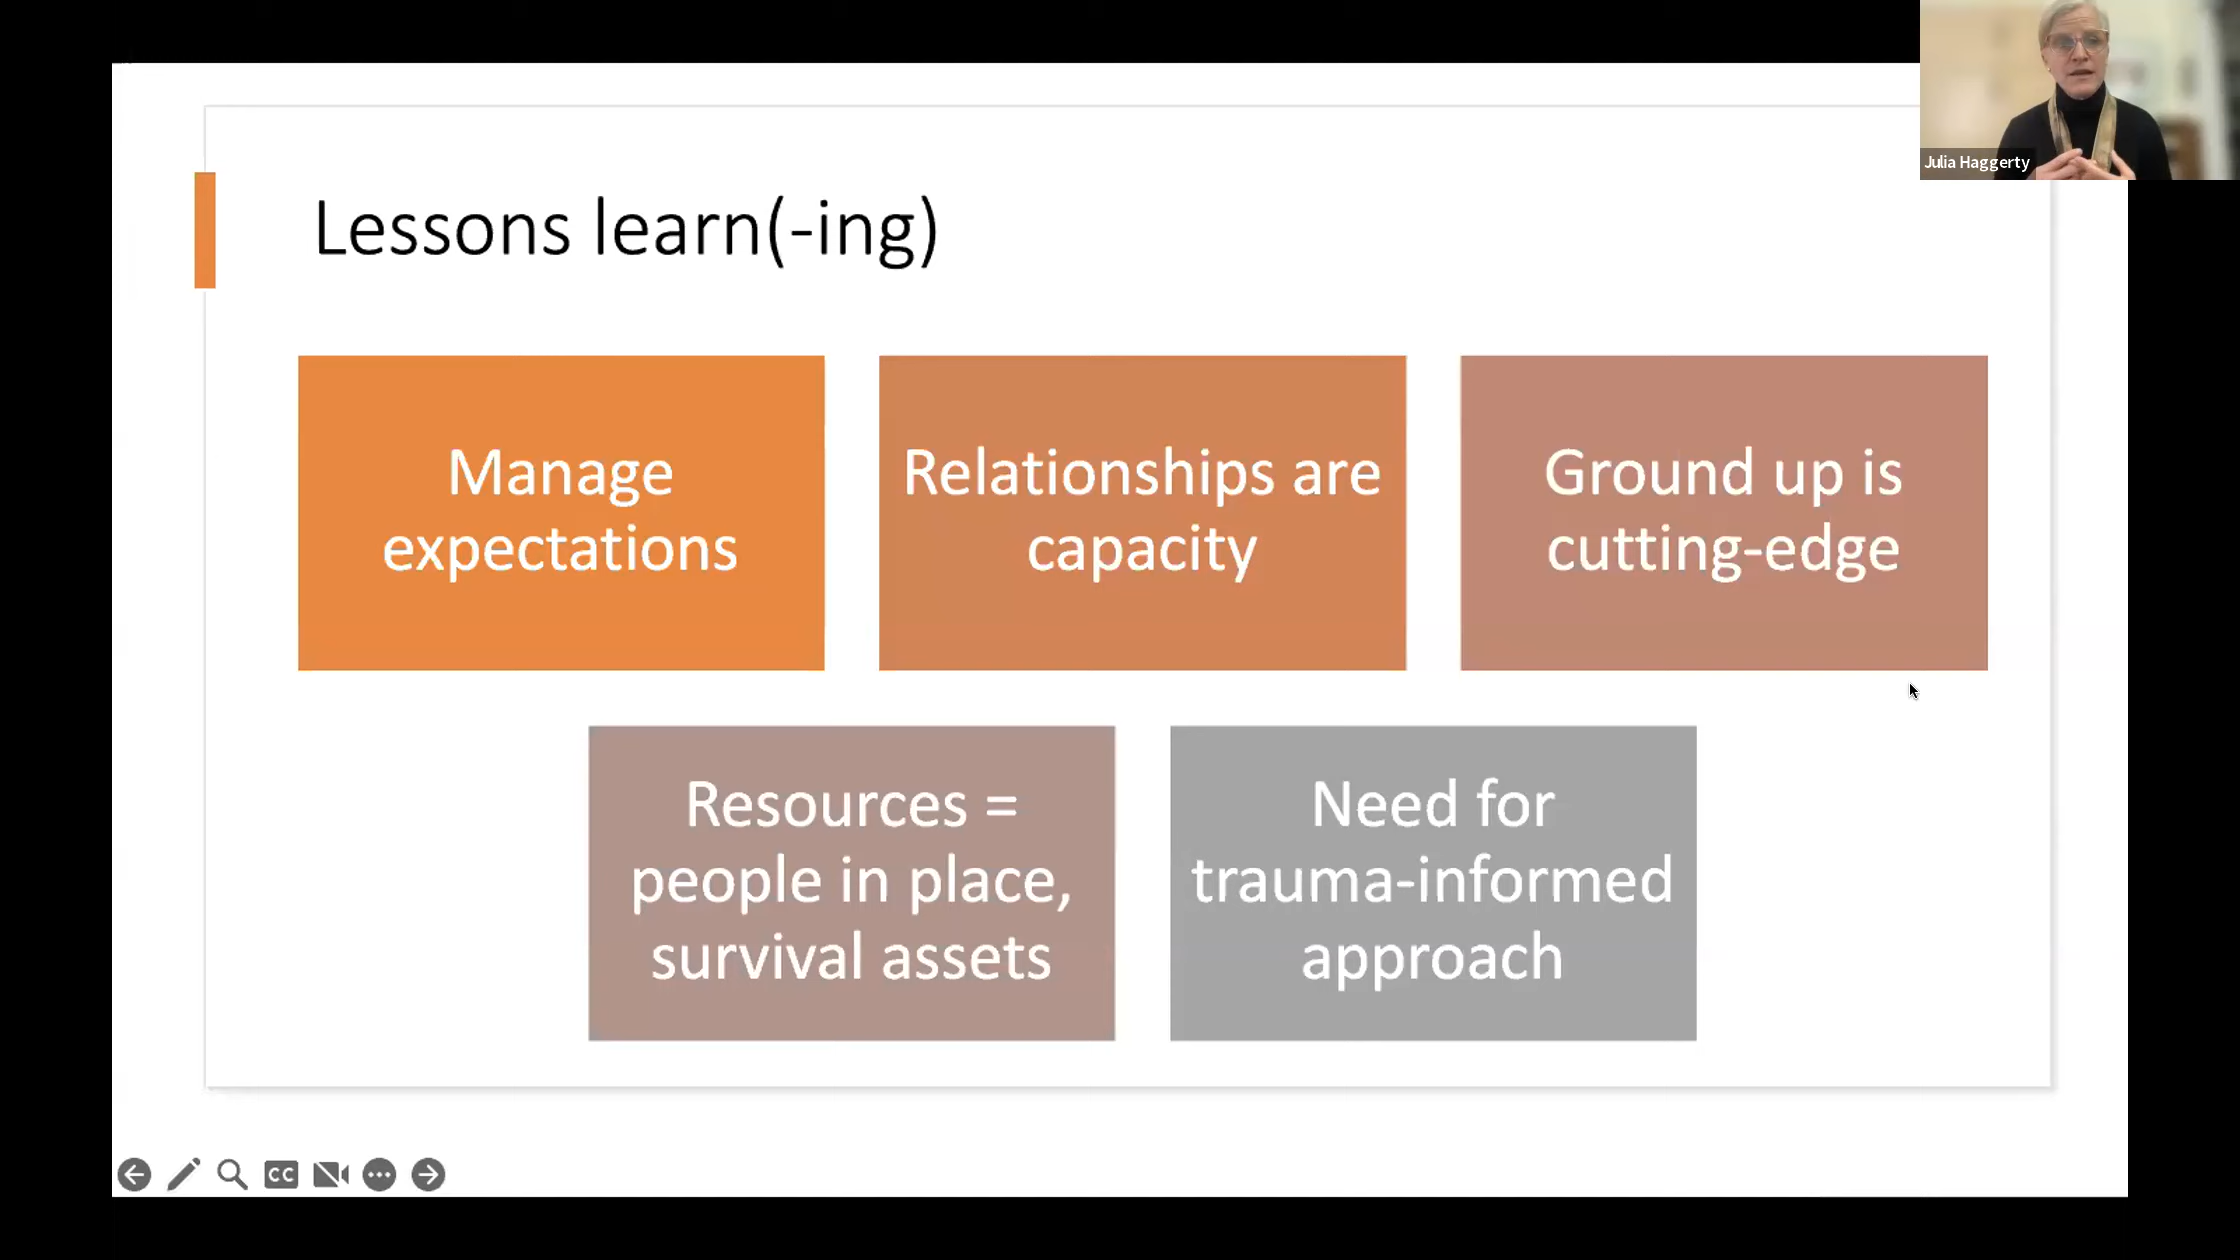 Julia Haggerty
Lessons learn(-ing)
Manage
expectations
Relationships are
capacity
Ground up is
cutting-edge
Resources =
people in place,
survival assets
Need for
trauma-informed
approach
CC